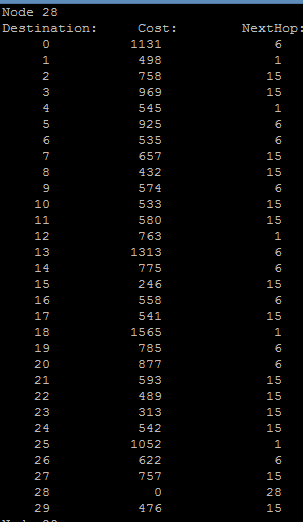 Node 28
Destination: Cost: NextHop:
0 1131 6
1 498 1
2 758 15
3 969 15
4 545 1
5 925 6
6 535 6
7 657 15
8 432 15
9 574 6
10 533 15
11 580 15
12 763 1
13 1313 6
14 775 6
15 246 15
16 558 6
17 541 15
18 1565 1
19 785 6
20 877 6
21 593 15
22 489 15
23 313 15
24 542 15
25 1052 1
26 622 6
27 757 15
28 0 28
29 476 15